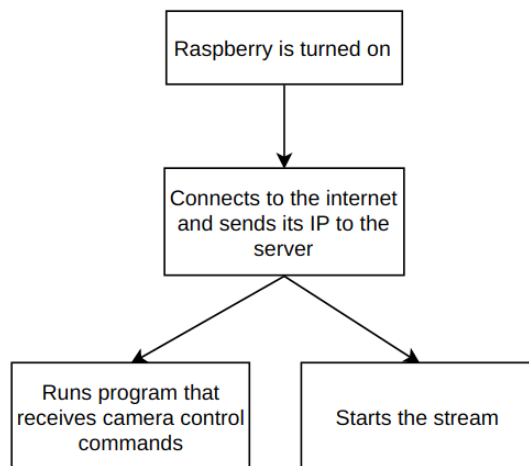 Raspberry is turned on
Connects to the internet
and sends its IP to the
server
Runs program that
receives camera control
commands
Starts the stream